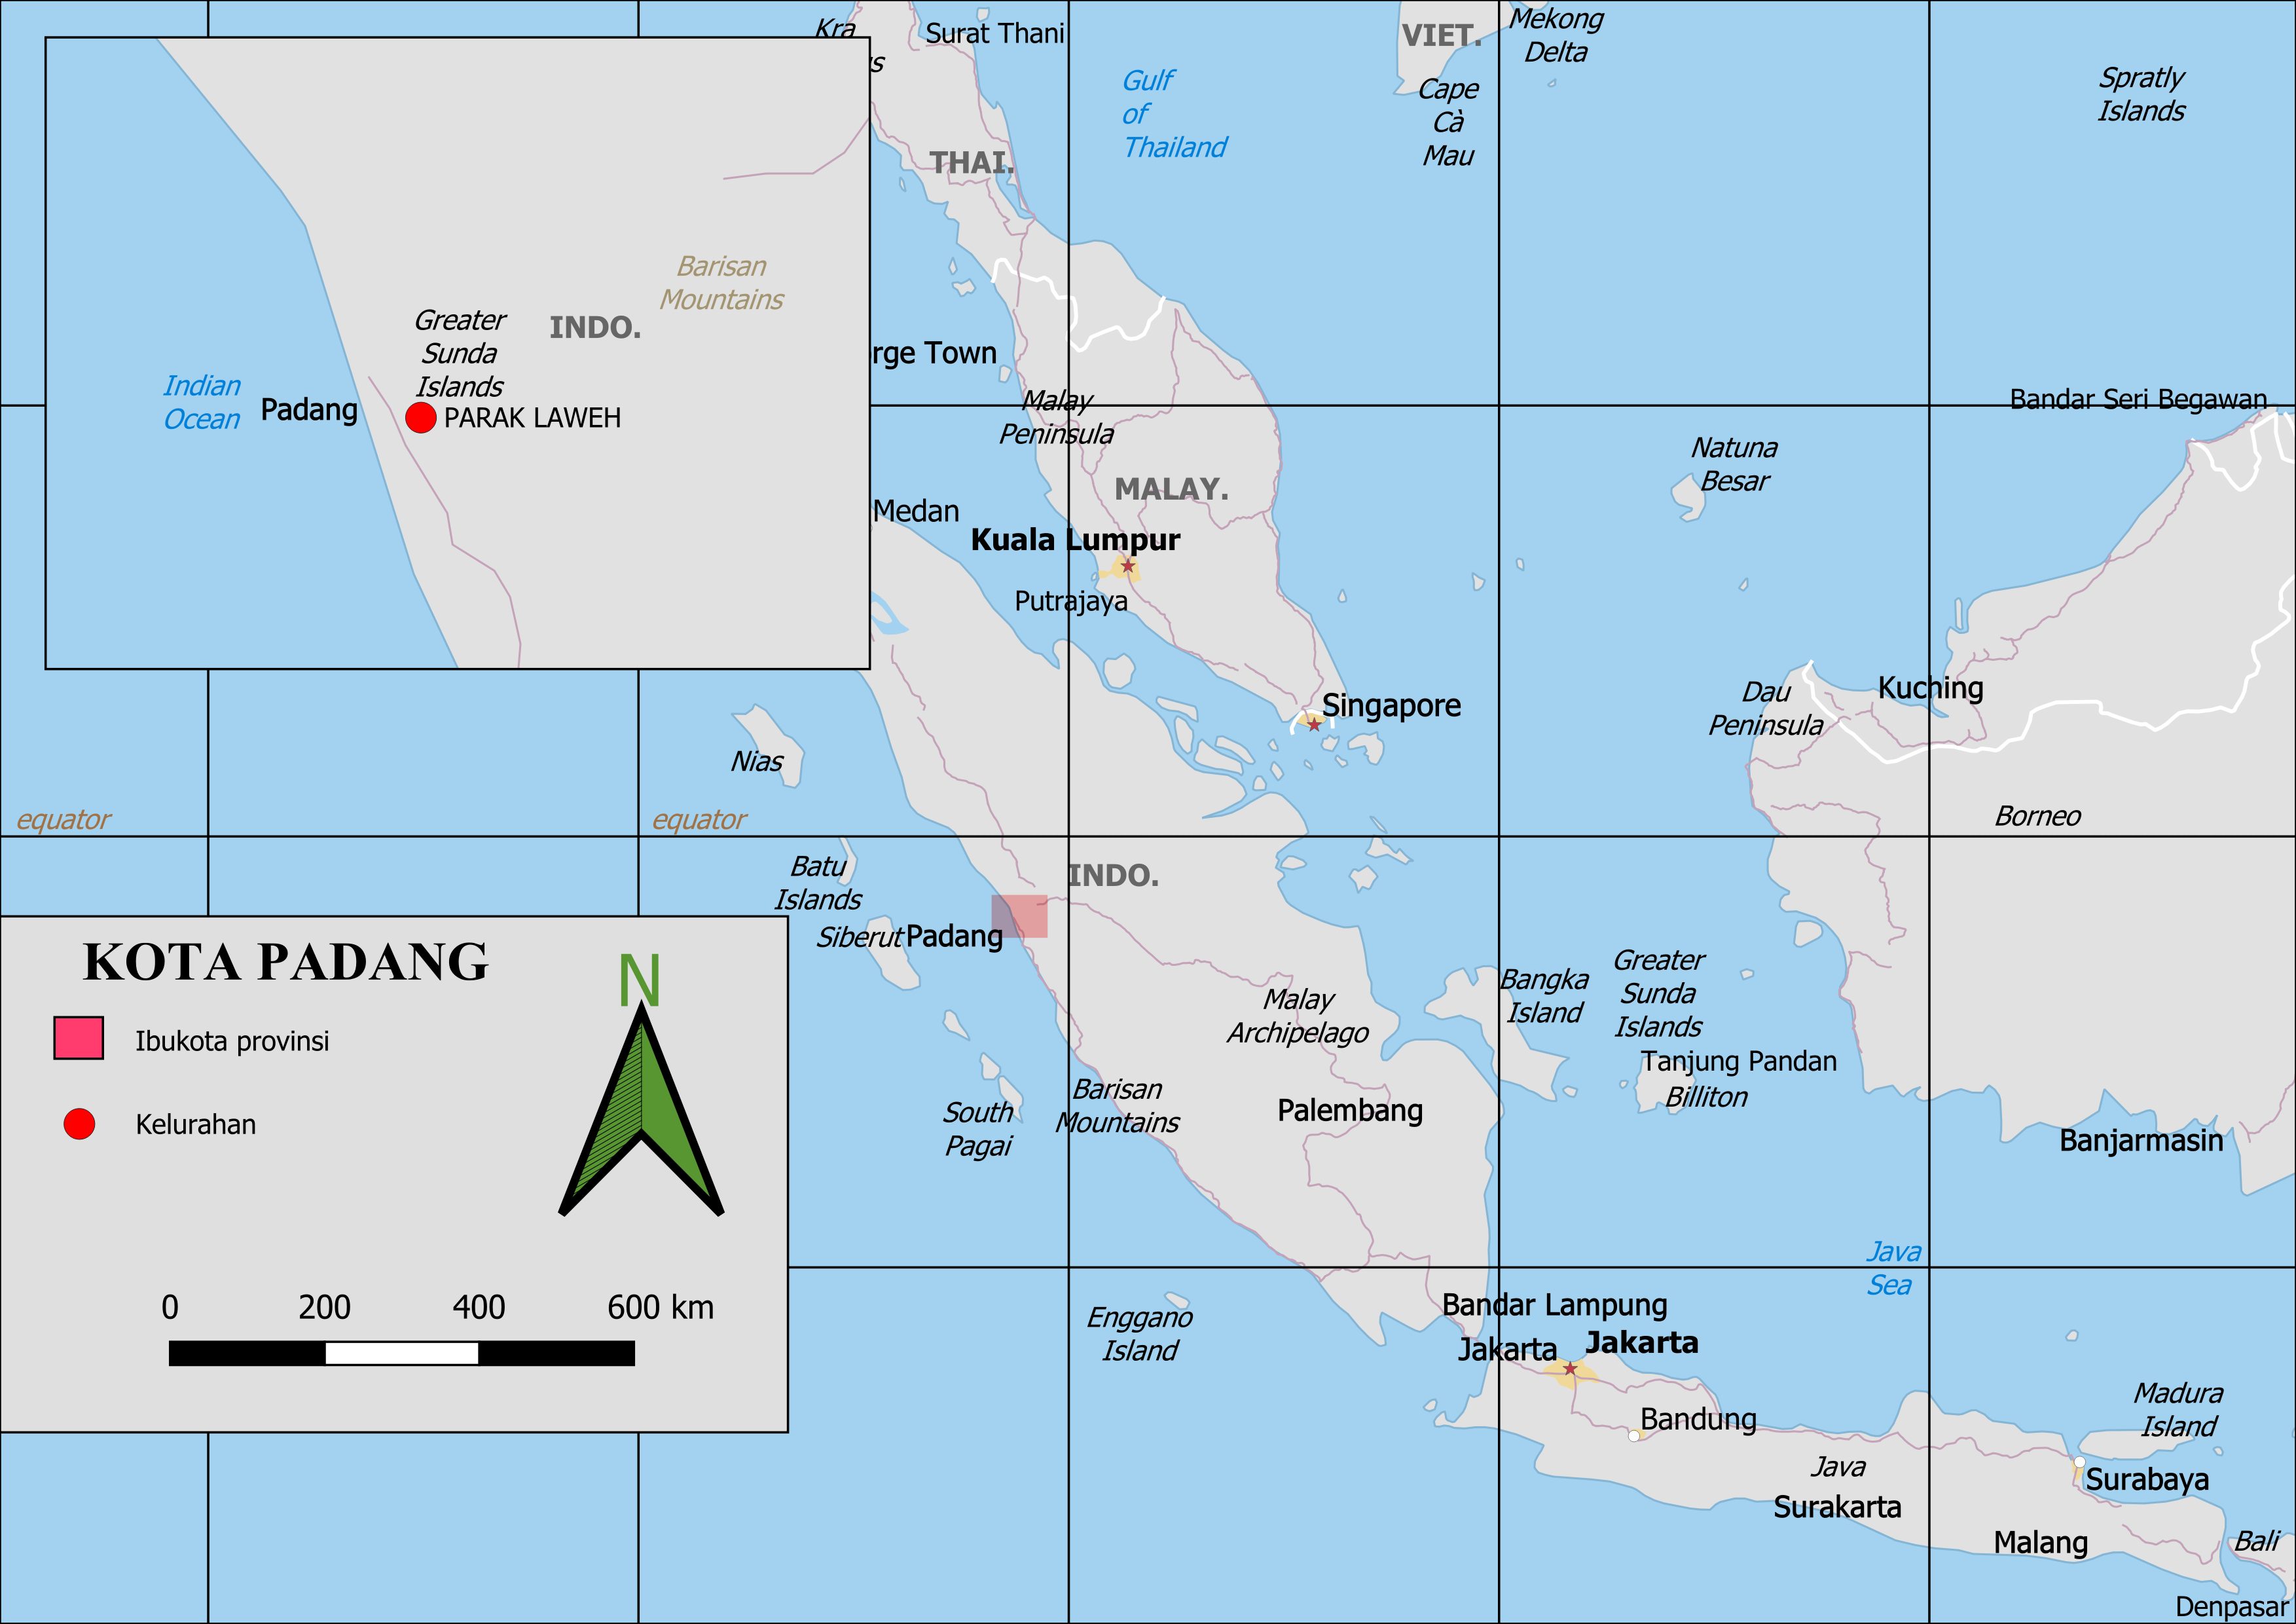 Kra
s
Surat Thani
VIET.
Mekong
Delta
Gulf
of
Thailand
Cape
Cà
Mau
Spratly
Islands
THAI.
Barisan
Mountains
Greater
Sunda
Islands
INDO.
Indian
Ocean
Padang
PARAK LAWEH
rge Town
Malay
Peninsula
Bandar Seri Begawan
Natuna
Besar
MALAY.
Medan
Kuala Lumpur
Putrajaya
Singapore
Dau
Peninsula
Kuching
Nias
equator
equator
Borneo
Batu
Islands
INDO.
Siberut
Padang
Malay
Archipelago
Bangka
Island
Greater
Sunda
Islands
Tanjung Pandan
Billiton
South
Pagai
Barisan
Mountains
Palembang
Banjarmasin
Java
Sea
KOTA PADANG
N
Ibukota provinsi
Kelurahan
0 200 400 600 km
Enggano
Island
Bandar Lampung
Jakarta
Jakarta
Bandung
Madura
Island
Java
Surabaya
Surakarta
Malang
Bali
Denpasar